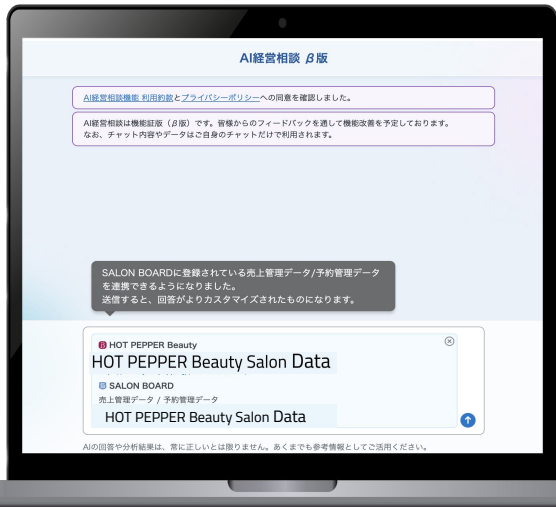 AI経営相談 β版
AI経営相談機能 利用約款とプライバシーポリシーへの同意を確認しました。
AI経営相談は機能証版（β版）です。皆様からのフィードバックを通して機能改善を予定しております。
なお、チャット内容やデータはご自身のチャットだけで利用されます。
SALON BOARDに登録されている売上管理データ/予約管理データ
を連携できるようになりました。
送信すると、回答がよりカスタマイズされたものになります。
HOT PEPPER Beauty
HOT PEPPER Beauty Salon Data
SALON BOARD
売上管理データ / 予約管理データ
HOT PEPPER Beauty Salon Data
AIの回答や分析結果は、常に正しいとは限りません。あくまでも参考情報としてご活用ください。